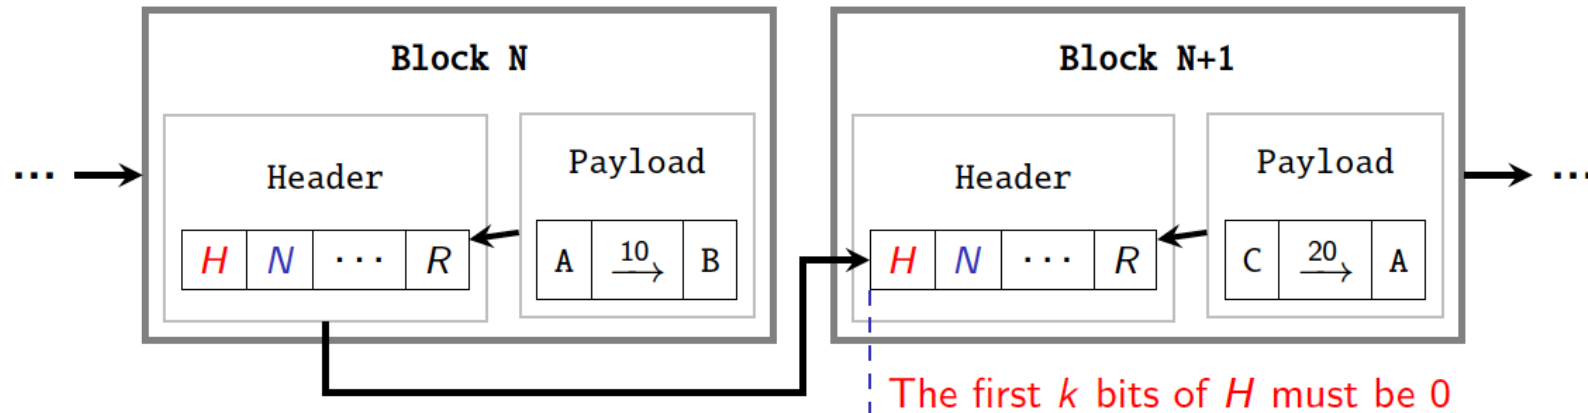 Block N
Header
Payload
H N ··· R
A 10→ B
Block N+1
Header
Payload
H N ··· R
C 20→ A
The first k bits of H must be 0
...
...